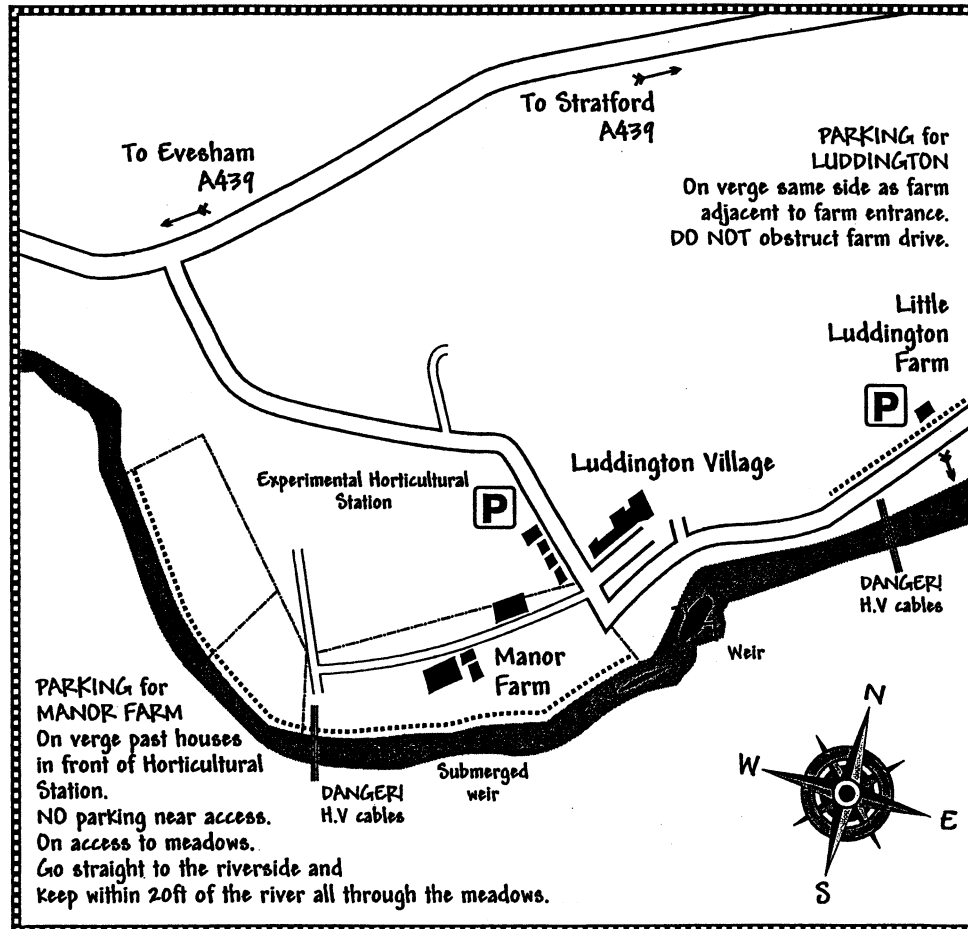 To Stratford
A439
To Evesham
A439
PARKING for
LUDDINGTON
On verge same side as farm
adjacent to farm entrance.
DO NOT obstruct farm drive.
Little
Luddington
Farm
P
Experimental Horticultural
Station
P
Luddington Village
DANGER!
H.V cables
Weir
Manor
Farm
PARKING for
MANOR FARM
On verge past houses
in front of Horticultural
Station.
NO parking near access.
On access to meadows.
Go straight to the riverside and
Keep within 20ft of the river all through the meadows.
DANGER!
H.V cables
Submerged
weir
N
W
E
S